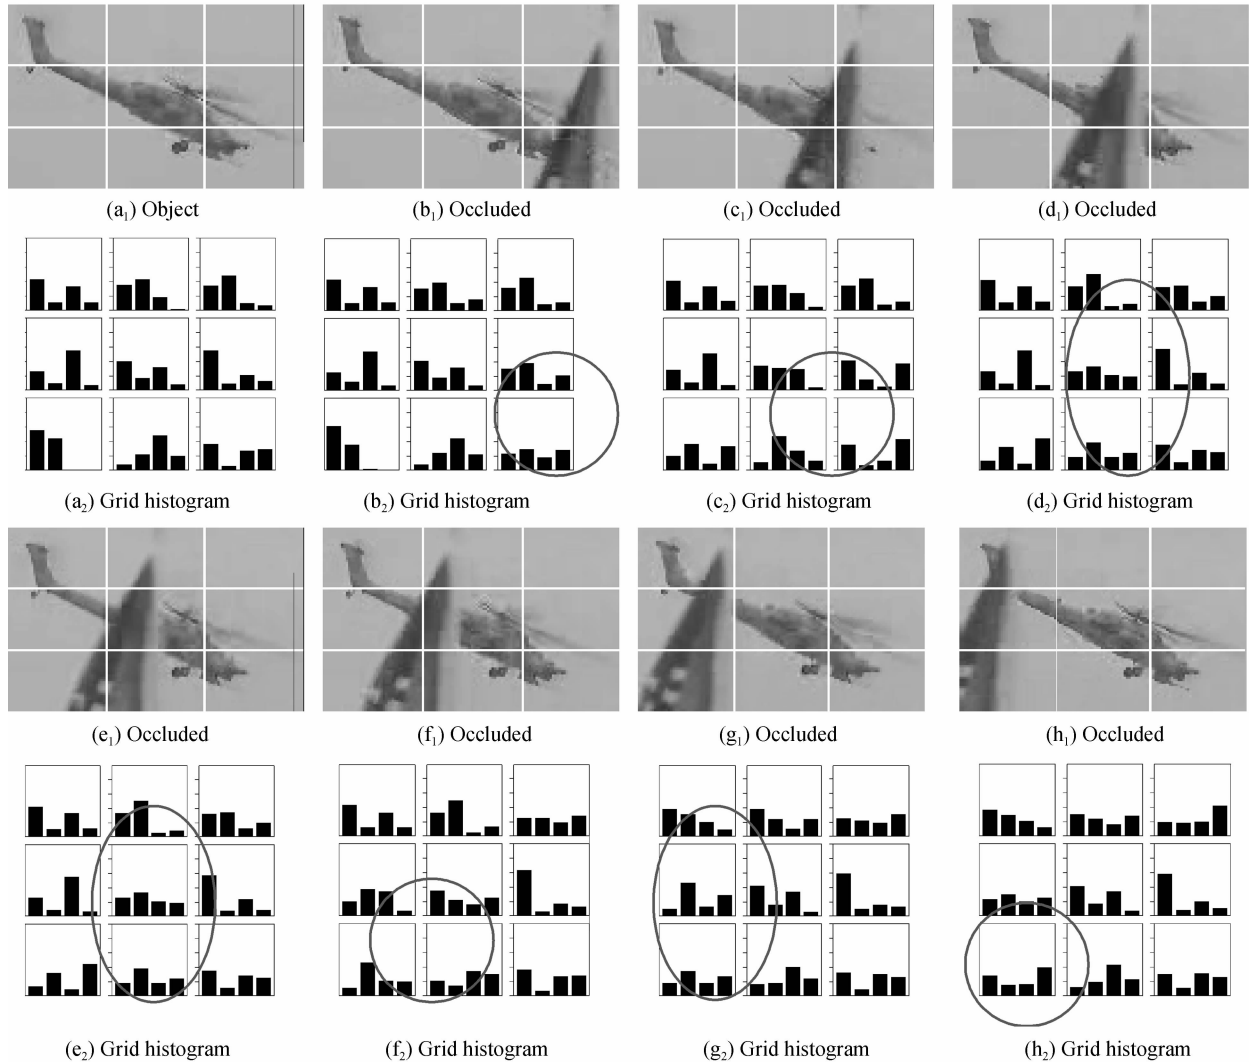 (a₁) Object (b₁) Occluded (c₁) Occluded (d₁) Occluded
(a₂) Grid histogram (b₂) Grid histogram (c₂) Grid histogram (d₂) Grid histogram
(e₁) Occluded (f₁) Occluded (g₁) Occluded (h₁) Occluded
(e₂) Grid histogram (f₂) Grid histogram (g₂) Grid histogram (h₂) Grid histogram